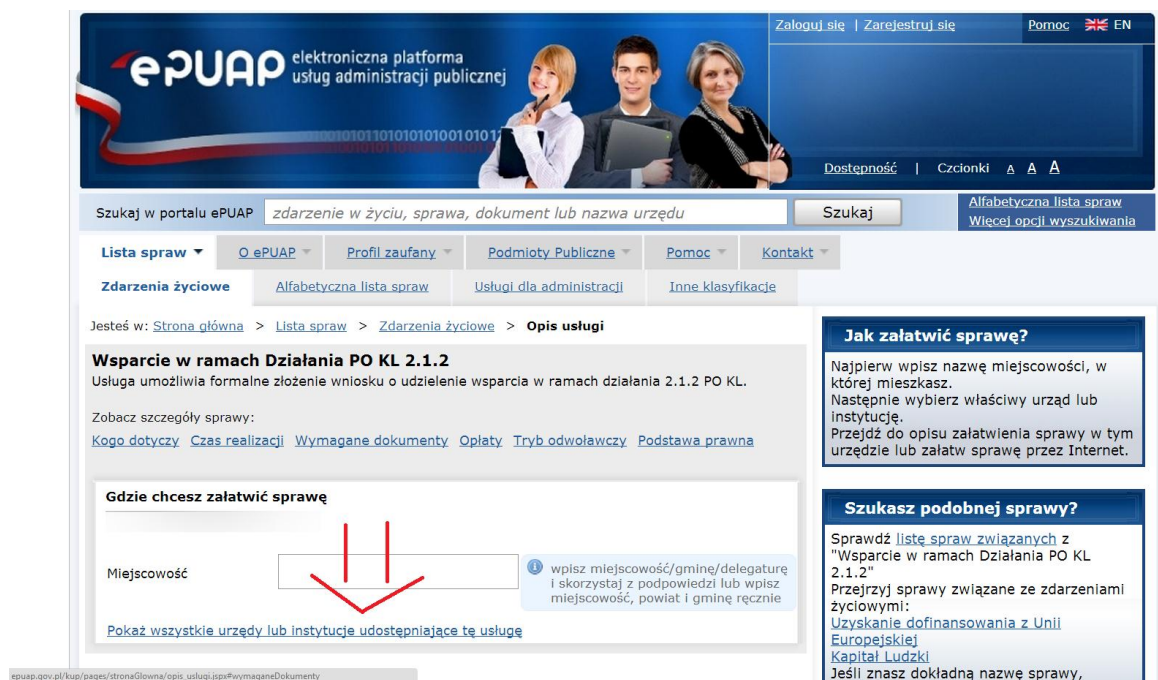 Zaloguj się | Zarejestruj się Pomoc EN
ePUAP elektroniczna platforma
usług administracji publicznej
Dostępność | Czcionki A A A
Szukaj w portalu ePUAP zdarzenie w życiu, sprawa, dokument lub nazwa urzędu Szukaj
Alfabetyczna lista spraw
Więcej opcji wyszukiwania
Lista spraw O ePUAP Profil zaufany Podmioty Publiczne Pomoc Kontakt
Zdarzenia życiowe Alfabetyczna lista spraw Usługi dla administracji Inne klasyfikacje
Jesteś w: Strona główna > Lista spraw > Zdarzenia życiowe > Opis usługi
Wsparcie w ramach Działania PO KL 2.1.2
Usługa umożliwia formalne złożenie wniosku o udzielenie wsparcia w ramach działania 2.1.2 PO KL.
Zobacz szczegóły sprawy:
Kogo dotyczy Czas realizacji Wymagane dokumenty Opłaty Tryb odwoławczy Podstawa prawna
Gdzie chcesz załatwić sprawę
Miejscowość
wpisz miejscowość/gminę/delegaturę
i skorzystaj z podpowiedzi lub wpisz
miejscowość, powiat i gminę ręcznie
Pokaż wszystkie urzędy lub instytucje udostępniające tę usługę
Jak załatwić sprawę?
Najpierw wpisz nazwę miejscowości, w
której mieszkasz.
Następnie wybierz właściwy urząd lub
instytucję.
Przejdź do opisu załatwienia sprawy w tym
urzędzie lub załatw sprawę przez Internet.
Szukasz podobnej sprawy?
Sprawdź listę spraw związanych z
"Wsparcie w ramach Działania PO KL
2.1.2"
Przejrzyj sprawy związane ze zdarzeniami
życiowymi:
Uzyskanie dofinansowania z Unii
Europejskiej
Kapitał Ludzki
Jeśli znasz dokładną nazwę sprawy,
epuap.gov.pl/kup/pages/stronaGlowna/opis_uslugi.jspx#wymaganeDokumenty